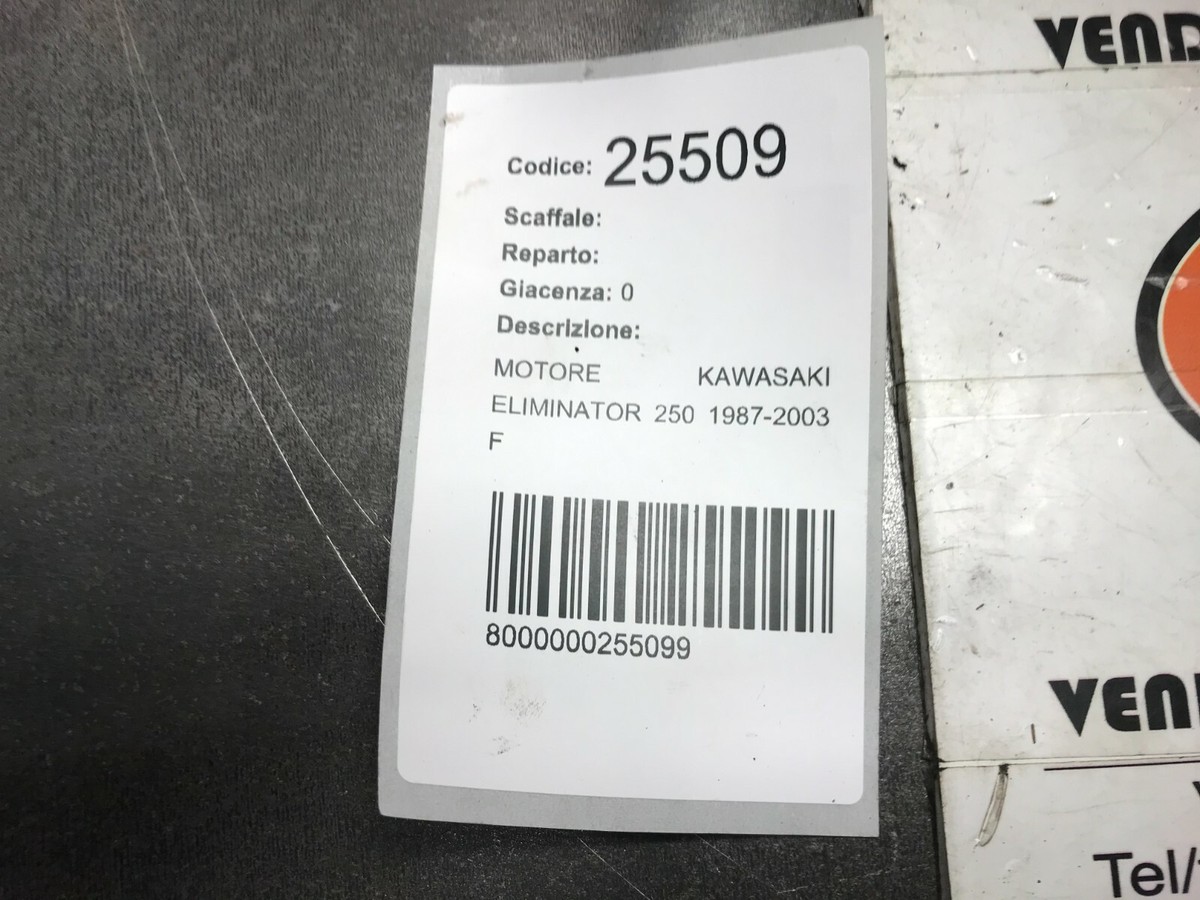 Codice: 25509
Scaffale:
Reparto:
Giacenza: 0
Descrizione:
MOTORE KAWASAKI
ELIMINATOR 250 1987-2003
F
8000000255099
VEND
VEN
Tel/